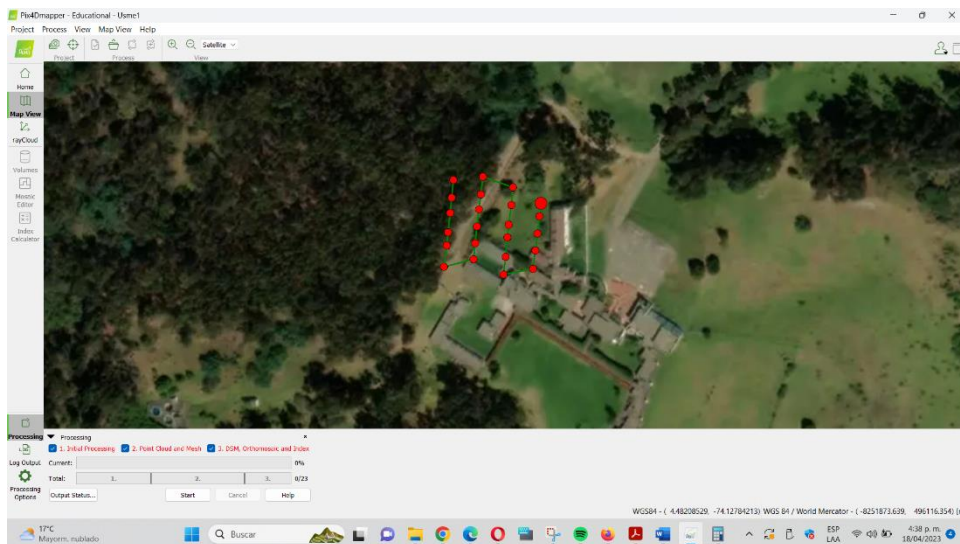 Pix4Dmapper - Educational - Usme1
Project Process View Map View Help
Satellite
Project Process View
Home
Map View
rayCloud
Volumes
Mosaic
Editor
Index
Calculator
Processing
Log Output
Processing
Options
Processing
1. Initial Processing 2. Point Cloud and Mesh 3. DSM, Orthomosaic and Index
Current: 0%
Total: 1. 2. 3. 0/23
Output Status... Start Cancel Help
WGS84 - ( 4.48208529, -74.12784213) WGS 84 / World Mercator - ( -8251873.639, 496116.354)
17°C
Mayorm. nublado
Buscar
ESP
LAA
4:38 p. m.
18/04/2023